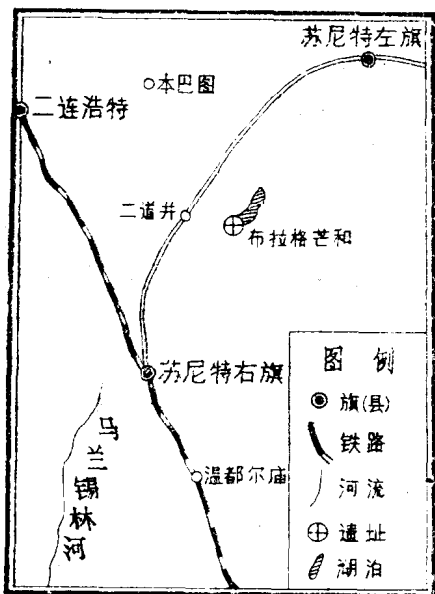 苏尼特左旗
本巴图
二连浩特
二道井
布拉格芒和
苏尼特右旗
温都尔庙
马兰锡林河
图例
旗(县)
铁路
河流
遗址
湖泊